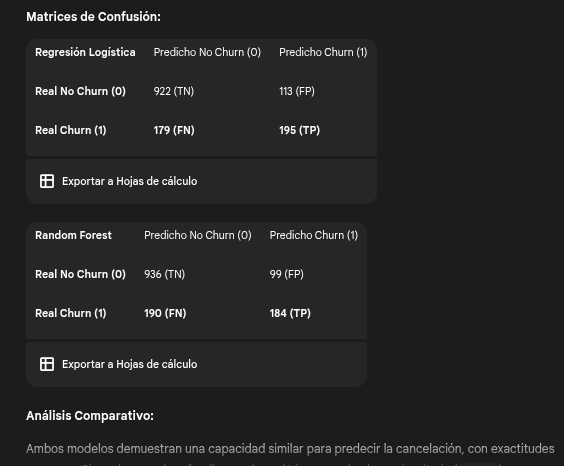 Matrices de Confusión:
Regresión Logística Predicho No Churn (0) Predicho Churn (1)
Real No Churn (0) 922 (TN) 113 (FP)
Real Churn (1) 179 (FN) 195 (TP)
Exportar a Hojas de cálculo
Random Forest Predicho No Churn (0) Predicho Churn (1)
Real No Churn (0) 936 (TN) 99 (FP)
Real Churn (1) 190 (FN) 184 (TP)
Exportar a Hojas de cálculo
Análisis Comparativo:
Ambos modelos demuestran una capacidad similar para predecir la cancelación, con exactitudes